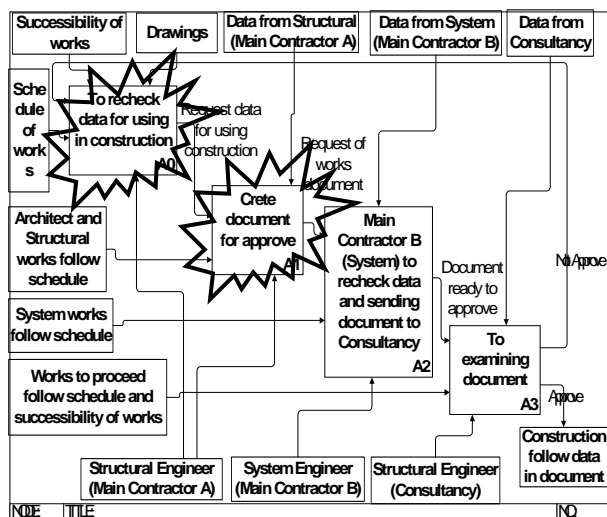 Successibility of
works
Drawings
Data from Structural
(Main Contractor A)
Data from System
(Main Contractor B)
Data from
Consultancy
Schedule
of
works
To recheck
data for using
in construction
A0
Request data
for using
construction
Request of
works
document
Crete
document
for approve
A1
Architect and
Structural
works follow
schedule
Main
Contractor B
(System) to
recheck data
and sending
document to
Consultancy
A2
Document
ready to
approve
Not Approve
System works
follow schedule
To
examining
document
A3
Works to proceed
follow schedule and
successibility of works
Approve
Construction
follow data
in document
Structural Engineer
(Main Contractor A)
System Engineer
(Main Contractor B)
Structural Engineer
(Consultancy)
NODE
TITLE
NO.